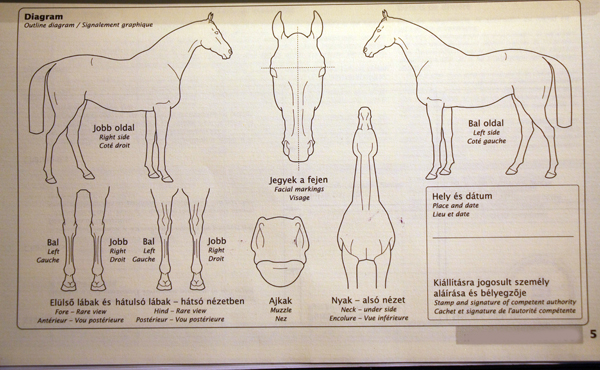 Diagram
Outline diagram / Signalement graphique
Jobb oldal
Right side
Coté droit
Jegyek a fejen
Facial markings
Visage
Bal oldal
Left side
Coté gauche
Bal
Left
Gauche
Jobb
Right
Droit
Bal
Left
Gauche
Jobb
Right
Droit
Elülső lábak és hátulsó lábak – hátsó nézetben
Fore – Rare view
Hind – Rare view
Antérieur – Vou postérieure
Postérieur – Vou postérieure
Ajkak
Muzzle
Nez
Nyak – alsó nézet
Neck – under side
Encolure – Vue inférieure
Hely és dátum
Place and date
Lieu et date
Kiállításra jogosult személy
aláírása és bélyegzője
Stamp and signature of competent authority
Cachet et signature de l'autorité compétente
5